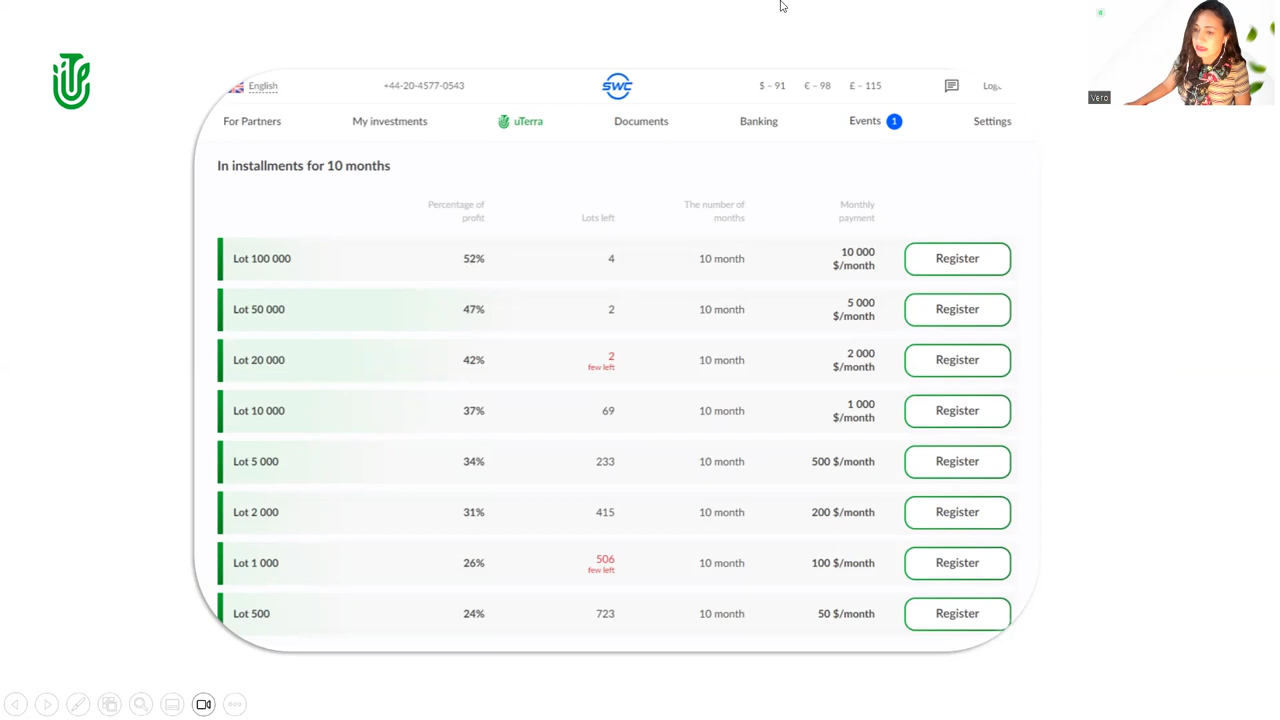 English
+44-20-4577-0543
SWC
$ – 91 € – 98 £ – 115
For Partners My investments uTerra Documents Banking Events 1 Settings
In installments for 10 months
Percentage of profit Lots left The number of months Monthly payment
Lot 100 000 52% 4 10 month 10 000 $/month Register
Lot 50 000 47% 2 10 month 5 000 $/month Register
Lot 20 000 42% 2 few left 10 month 2 000 $/month Register
Lot 10 000 37% 69 10 month 1 000 $/month Register
Lot 5 000 34% 233 10 month 500 $/month Register
Lot 2 000 31% 415 10 month 200 $/month Register
Lot 1 000 26% 506 few left 10 month 100 $/month Register
Lot 500 24% 723 10 month 50 $/month Register
Vero